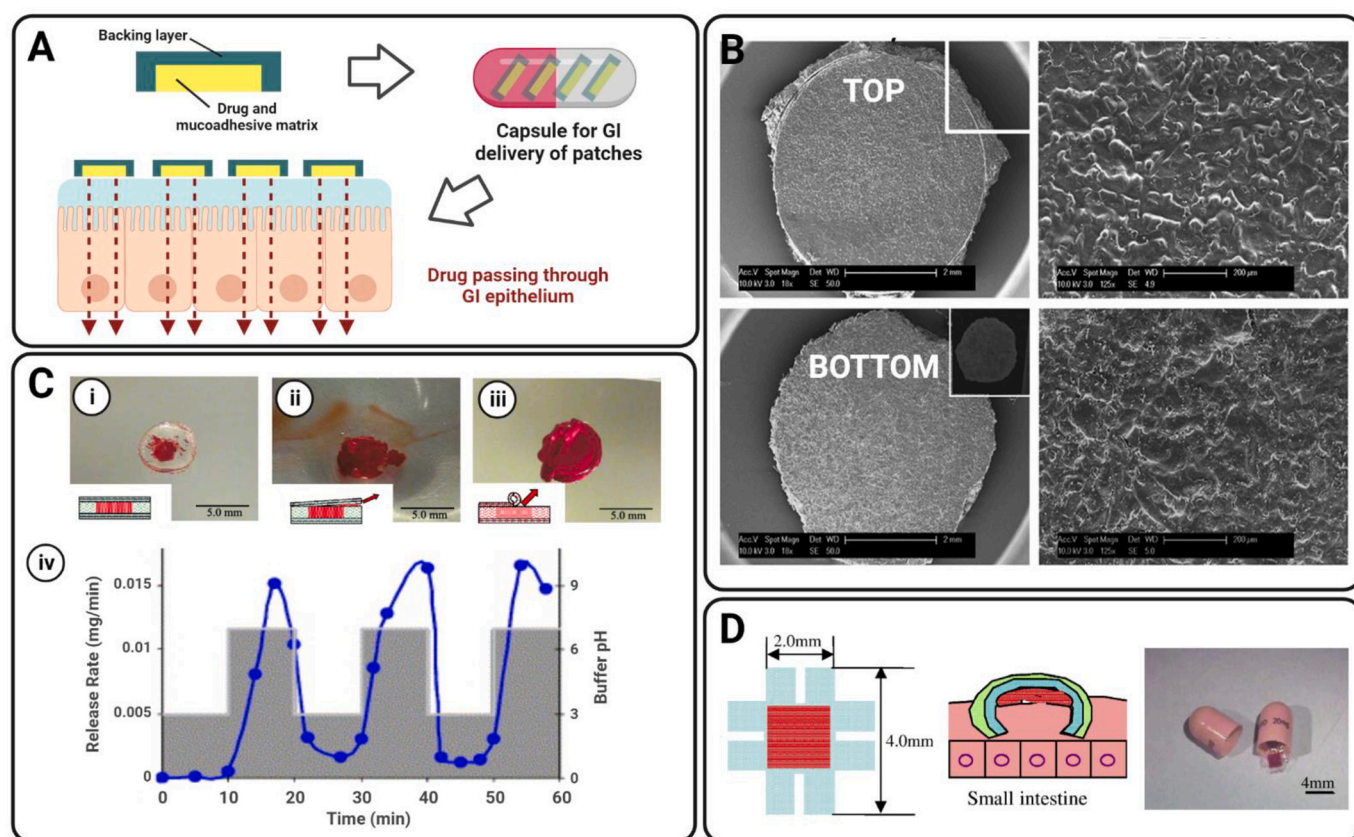 A
Backing layer
Drug and
mucoadhesive matrix
Capsule for GI
delivery of patches
Drug passing through
GI epithelium
B
TOP
Acc.V Spot Magn Det WD
10.0 kV 3.0 18x SE 50.0
2 mm
Acc.V Spot Magn Det WD
10.0 kV 3.0 125x SE 4.9
200 µm
BOTTOM
Acc.V Spot Magn Det WD
10.0 kV 3.0 18x SE 50.0
2 mm
Acc.V Spot Magn Det WD
10.0 kV 3.0 125x SE 5.0
200 µm
C
i
5.0 mm
ii
5.0 mm
iii
5.0 mm
iv
Release Rate (mg/min)
0.015
0.01
0.005
0
9
6
3
0
Buffer pH
0 10 20 30 40 50 60
Time (min)
D
2.0mm
4.0mm
Small intestine
4mm